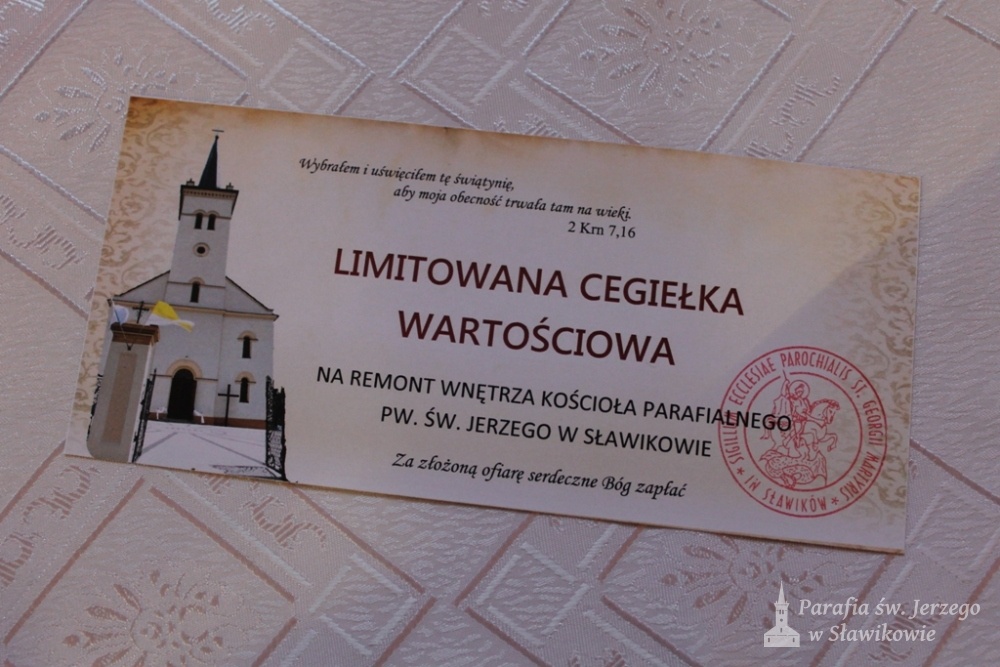 Wybrałem i uświęciłem tę świątynię,
aby moja obecność trwała tam na wieki.
2 Krn 7,16
LIMITOWANA CEGIEŁKA
WARTOŚCIOWA
NA REMONT WNĘTRZA KOŚCIOŁA PARAFIALNEGO
PW. ŚW. JERZEGO W SŁAWIKOWIE
Za złożoną ofiarę serdeczne Bóg zapłać
SIGILLUM ECCLESIAE PAROCHIALIS ST. GEORGII MARTYRIS
* IN SŁAWIKÓW *
Parafia św. Jerzego
w Sławikowie